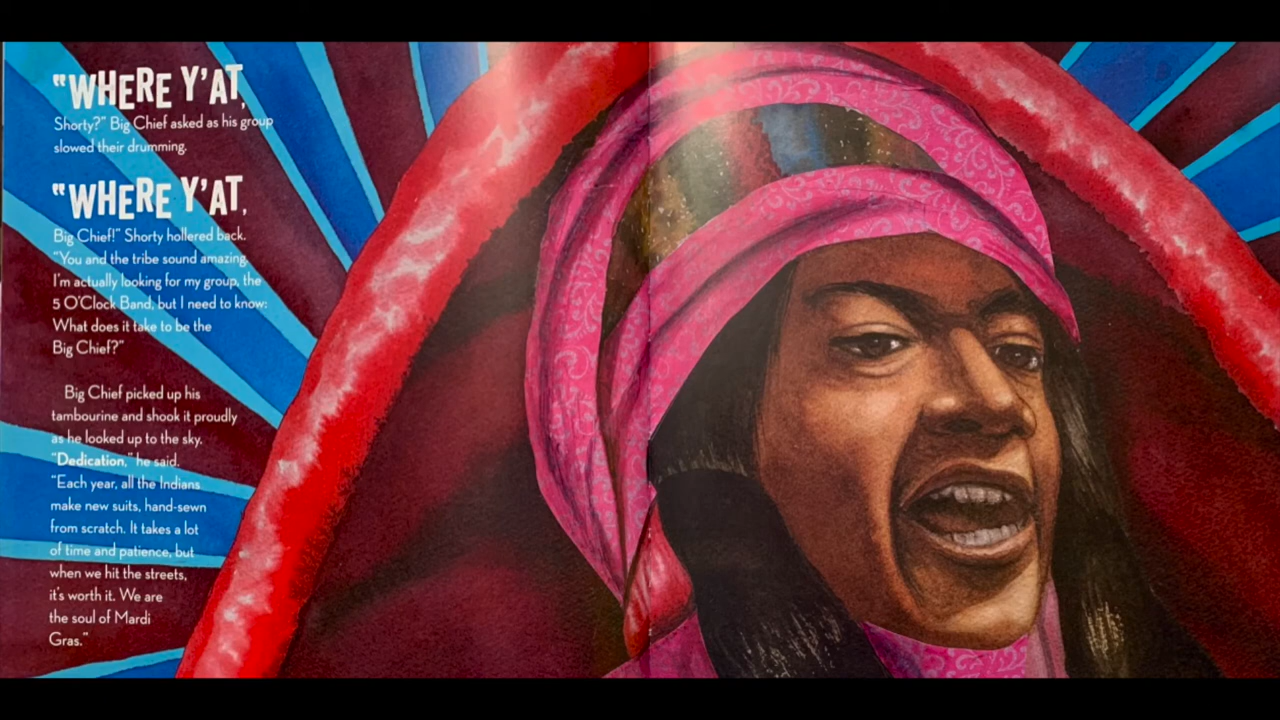 “WHERE Y’AT,
Shorty?” Big Chief asked as his group
slowed their drumming.
“WHERE Y’AT,
Big Chief!” Shorty hollered back.
“You and the tribe sound amazing.
I’m actually looking for my group, the
5 O’Clock Band, but I need to know:
What does it take to be the
Big Chief?”
Big Chief picked up his
tambourine and shook it proudly
as he looked up to the sky.
“Dedication,” he said.
“Each year, all the Indians
make new suits, hand-sewn
from scratch. It takes a lot
of time and patience, but
when we hit the streets,
it’s worth it. We are
the soul of Mardi
Gras.”